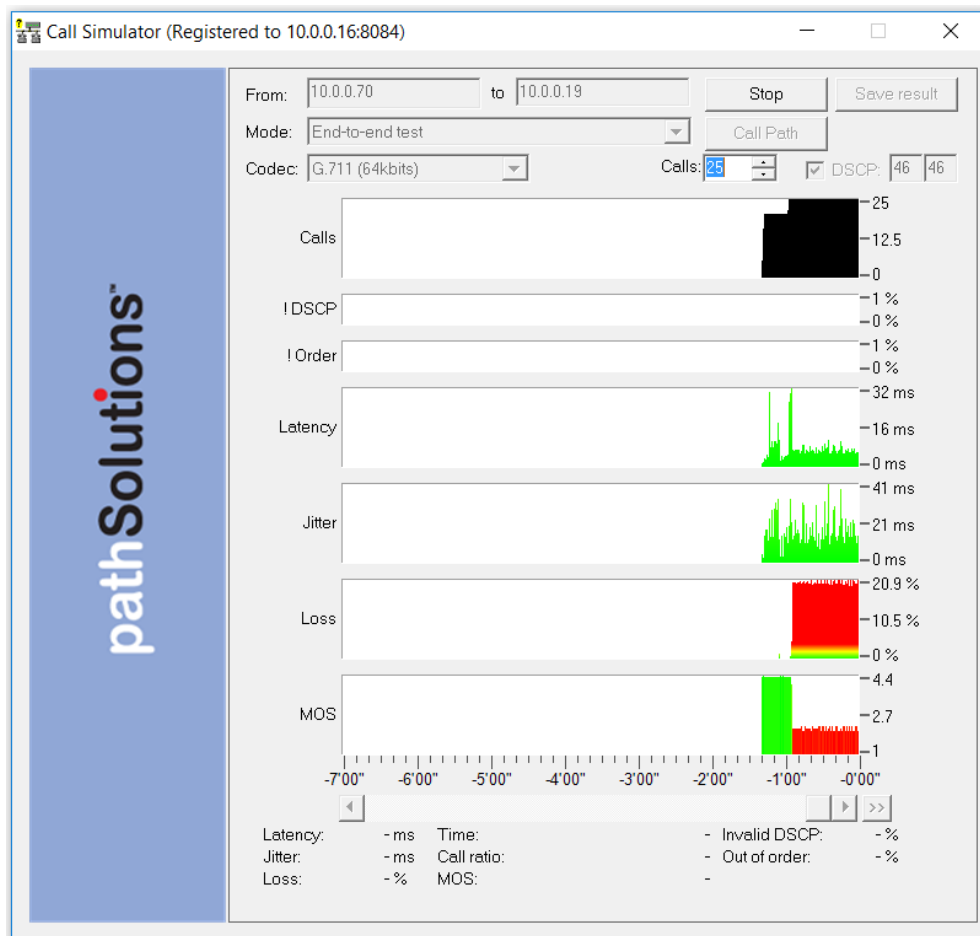 Call Simulator (Registered to 10.0.0.16:8084)
From: 10.0.0.70 to 10.0.0.19 Stop Save result
Mode: End-to-end test Call Path
Codec: G.711 (64kbits) Calls: 25 DSCP: 46 46
Calls 25 12.5 0
! DSCP 1 % 0 %
! Order 1 % 0 %
Latency 32 ms 16 ms 0 ms
Jitter 41 ms 21 ms 0 ms
Loss 20.9 % 10.5 % 0 %
MOS 4.4 2.7 1
-7'00" -6'00" -5'00" -4'00" -3'00" -2'00" -1'00" -0'00"
>>
Latency: - ms Time: - Invalid DSCP: - %
Jitter: - ms Call ratio: - Out of order: - %
Loss: - % MOS: -
pathSolutions™